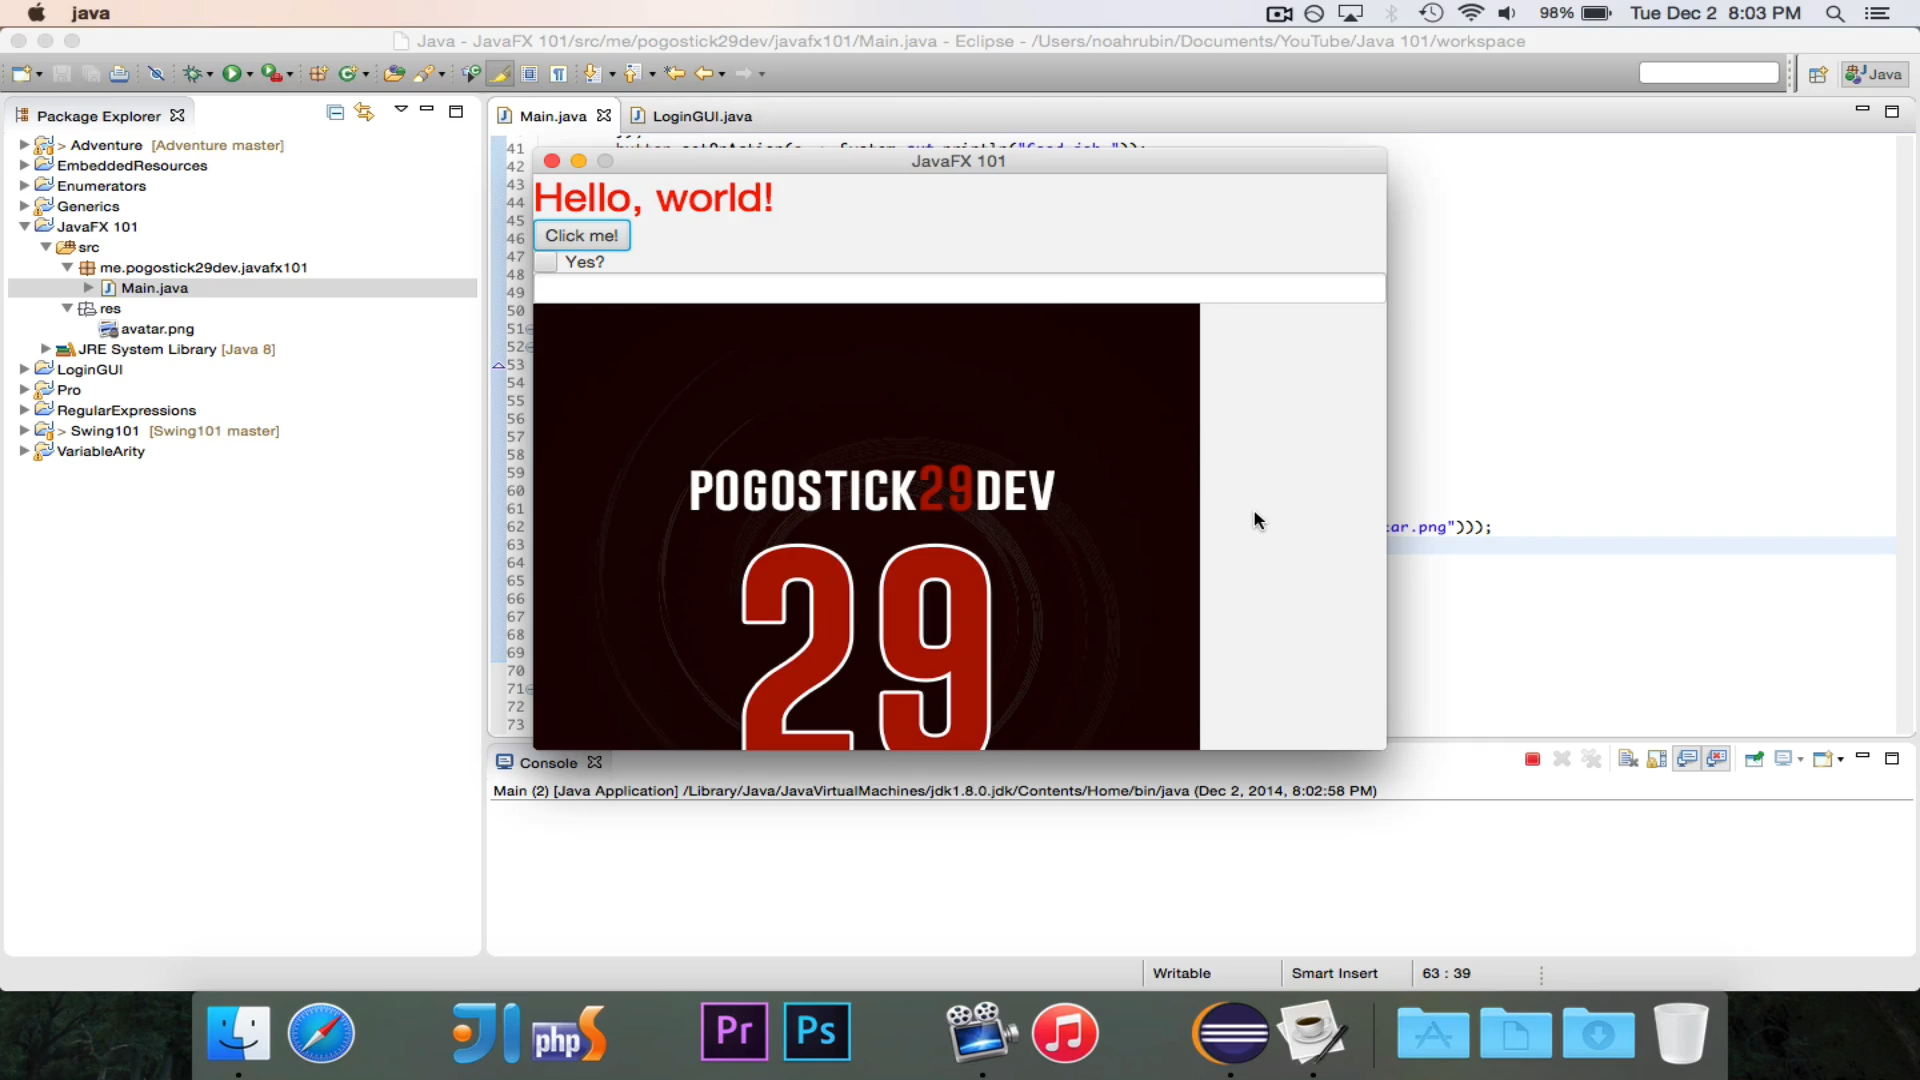 java
98%
Tue Dec 2 8:03 PM
Java - JavaFX 101/src/me/pogostick29dev/javafx101/Main.java - Eclipse - /Users/noahrubin/Documents/YouTube/Java 101/workspace
Java
Package Explorer
Main.java
LoginGUI.java
> Adventure [Adventure master]
EmbeddedResources
Enumerators
Generics
JavaFX 101
src
me.pogostick29dev.javafx101
Main.java
res
avatar.png
JRE System Library [Java 8]
LoginGUI
Pro
RegularExpressions
> Swing101 [Swing101 master]
VariableArity
41
42
43
44
45
46
47
48
49
50
51
52
53
54
55
56
57
58
59
60
61
62
63
64
65
66
67
68
69
70
71
72
73
JavaFX 101
Hello, world!
Click me!
Yes?
POGOSTICK29DEV
29
ar.png")));
Console
Main (2) [Java Application] /Library/Java/JavaVirtualMachines/jdk1.8.0.jdk/Contents/Home/bin/java (Dec 2, 2014, 8:02:58 PM)
Writable
Smart Insert
63 : 39
JI
php
Pr
Ps